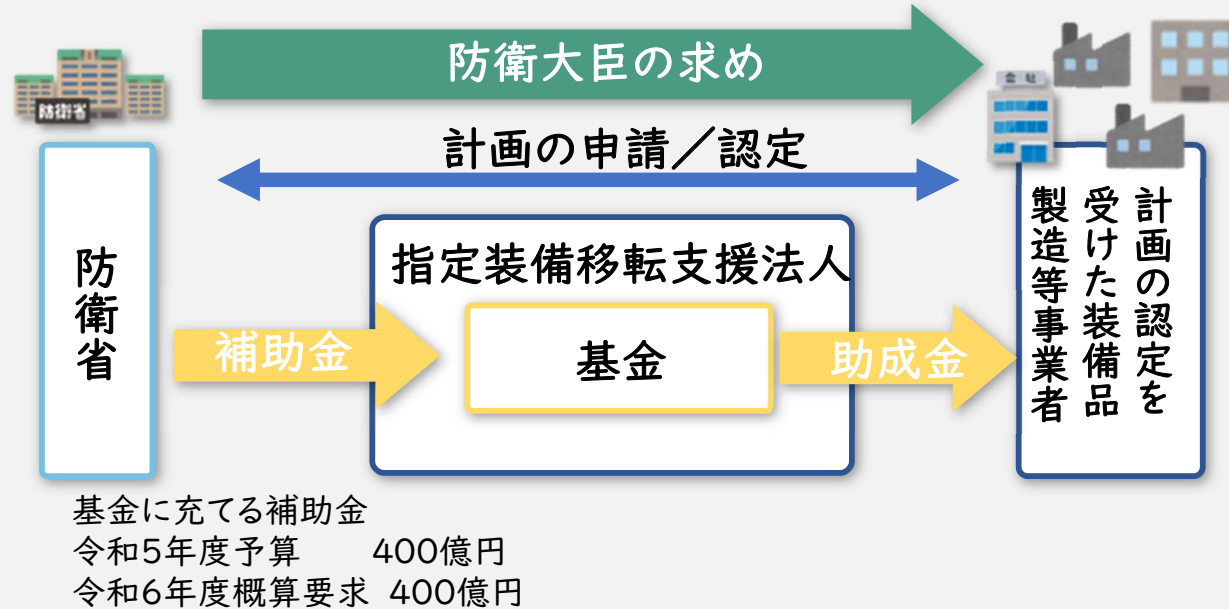 防衛大臣の求め
防衛省
会社
計画の申請／認定
防衛省
指定装備移転支援法人
補助金
基金
助成金
計画の認定を
受けた装備品
製造等事業者
基金に充てる補助金
令和5年度予算 400億円
令和6年度概算要求 400億円